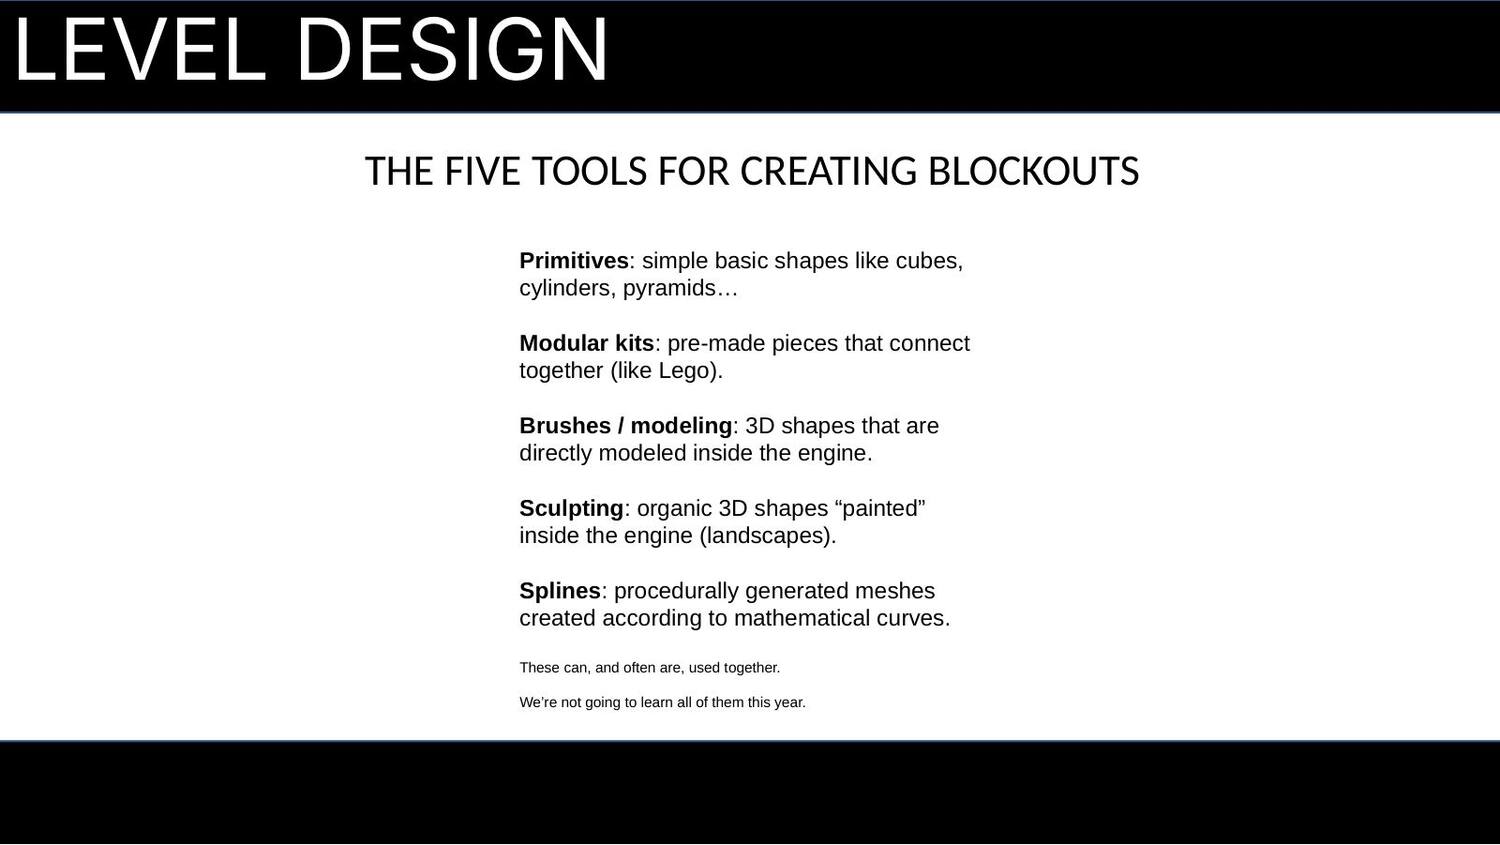 LEVEL DESIGN
THE FIVE TOOLS FOR CREATING BLOCKOUTS
Primitives: simple basic shapes like cubes,
cylinders, pyramids…
Modular kits: pre-made pieces that connect
together (like Lego).
Brushes / modeling: 3D shapes that are
directly modeled inside the engine.
Sculpting: organic 3D shapes “painted”
inside the engine (landscapes).
Splines: procedurally generated meshes
created according to mathematical curves.
These can, and often are, used together.
We’re not going to learn all of them this year.